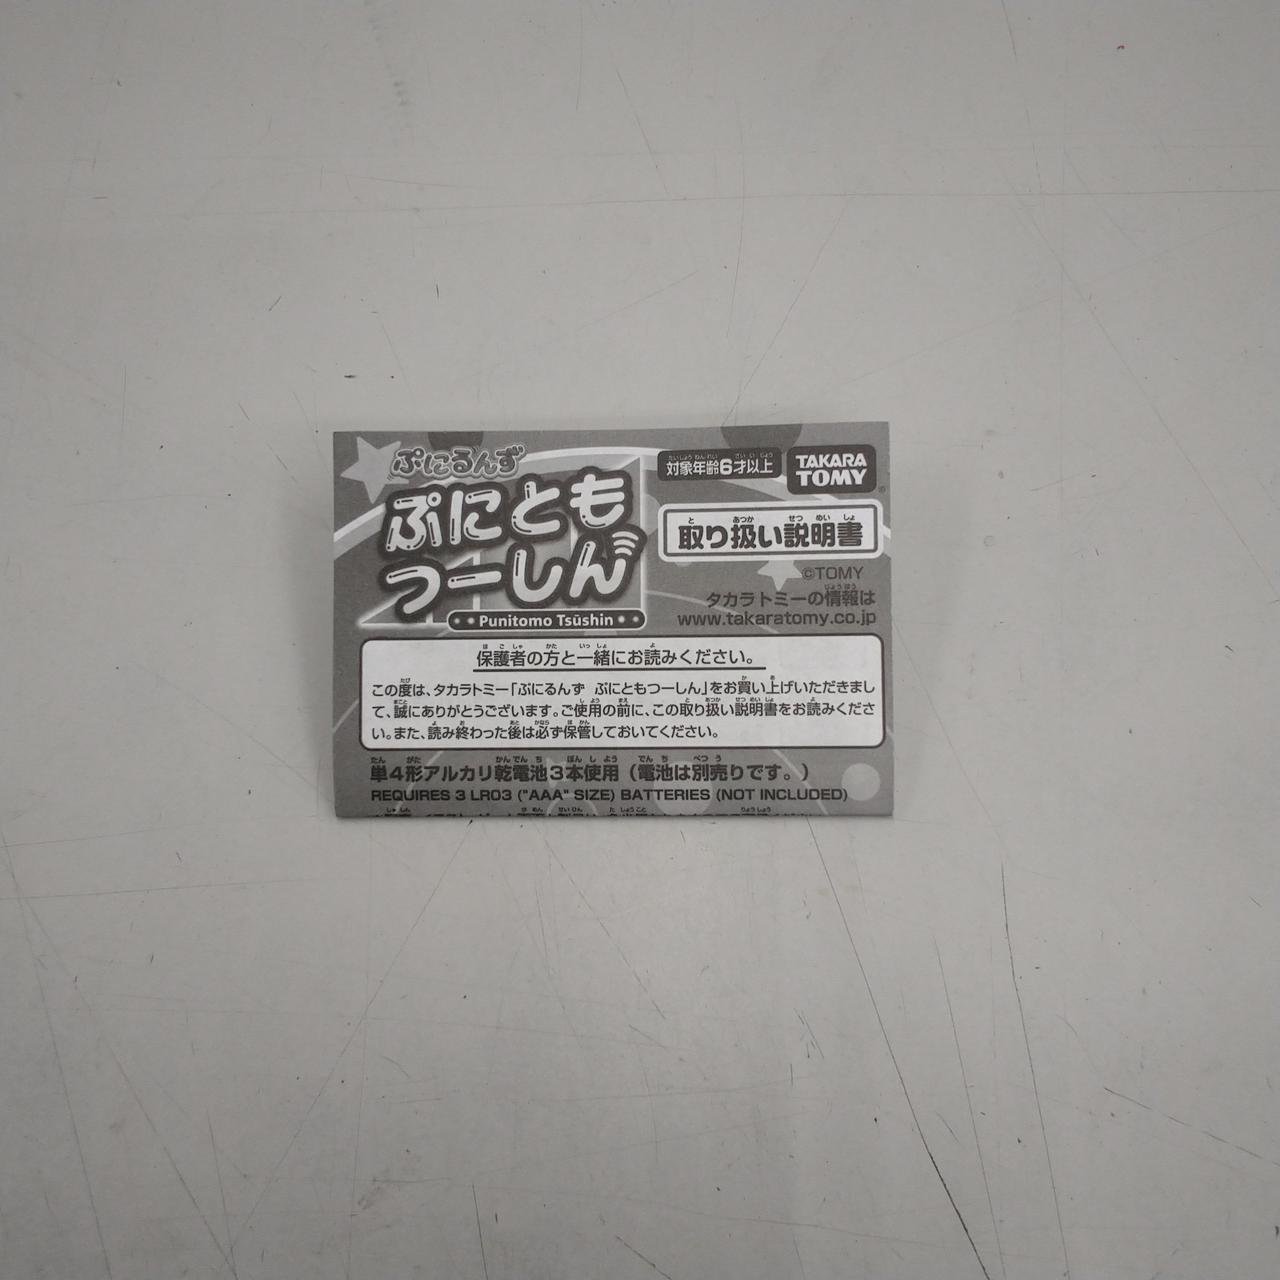 ぷにるんず
ぷにとも
つーしん
Punitomo Tsūshin
対象年齢6才以上
TAKARA
TOMY
取り扱い説明書
©TOMY
タカラトミーの情報は
www.takaratomy.co.jp
保護者の方と一緒にお読みください。
この度は、タカラトミー「ぷにるんず ぷにともつーしん」をお買い上げいただきまし
て、誠にありがとうございます。ご使用の前に、この取り扱い説明書をお読みくださ
い。また、読み終わった後は必ず保管しておいてください。
単4形アルカリ乾電池3本使用(電池は別売りです。)
REQUIRES 3 LR03 ("AAA" SIZE) BATTERIES (NOT INCLUDED)